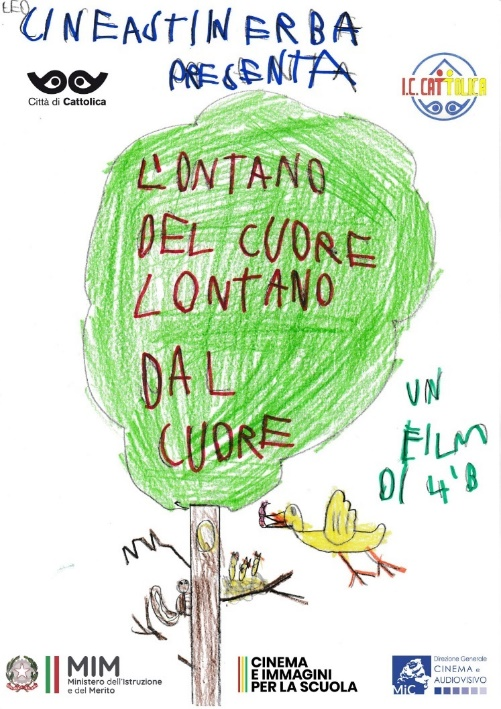 LEO
CINEASTINERBA
PRESENTA
Città di Cattolica
I.C. CATTOLICA
L'ONTANO
DEL CUORE
LONTANO
DAL
CUORE
UN
FILM
DI 4'B
MIM
Ministero dell'Istruzione
e del Merito
CINEMA
E IMMAGINI
PER LA SCUOLA
MiC
Direzione Generale
CINEMA e
AUDIOVISIVO